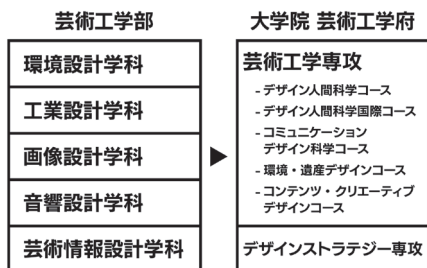 芸術工学部
環境設計学科
工業設計学科
画像設計学科
音響設計学科
芸術情報設計学科
大学院 芸術工学府
芸術工学専攻
- デザイン人間科学コース
- デザイン人間科学国際コース
- コミュニケーション
デザイン科学コース
- 環境・遺産デザインコース
- コンテンツ・クリエーティブ
デザインコース
デザインストラテジー専攻